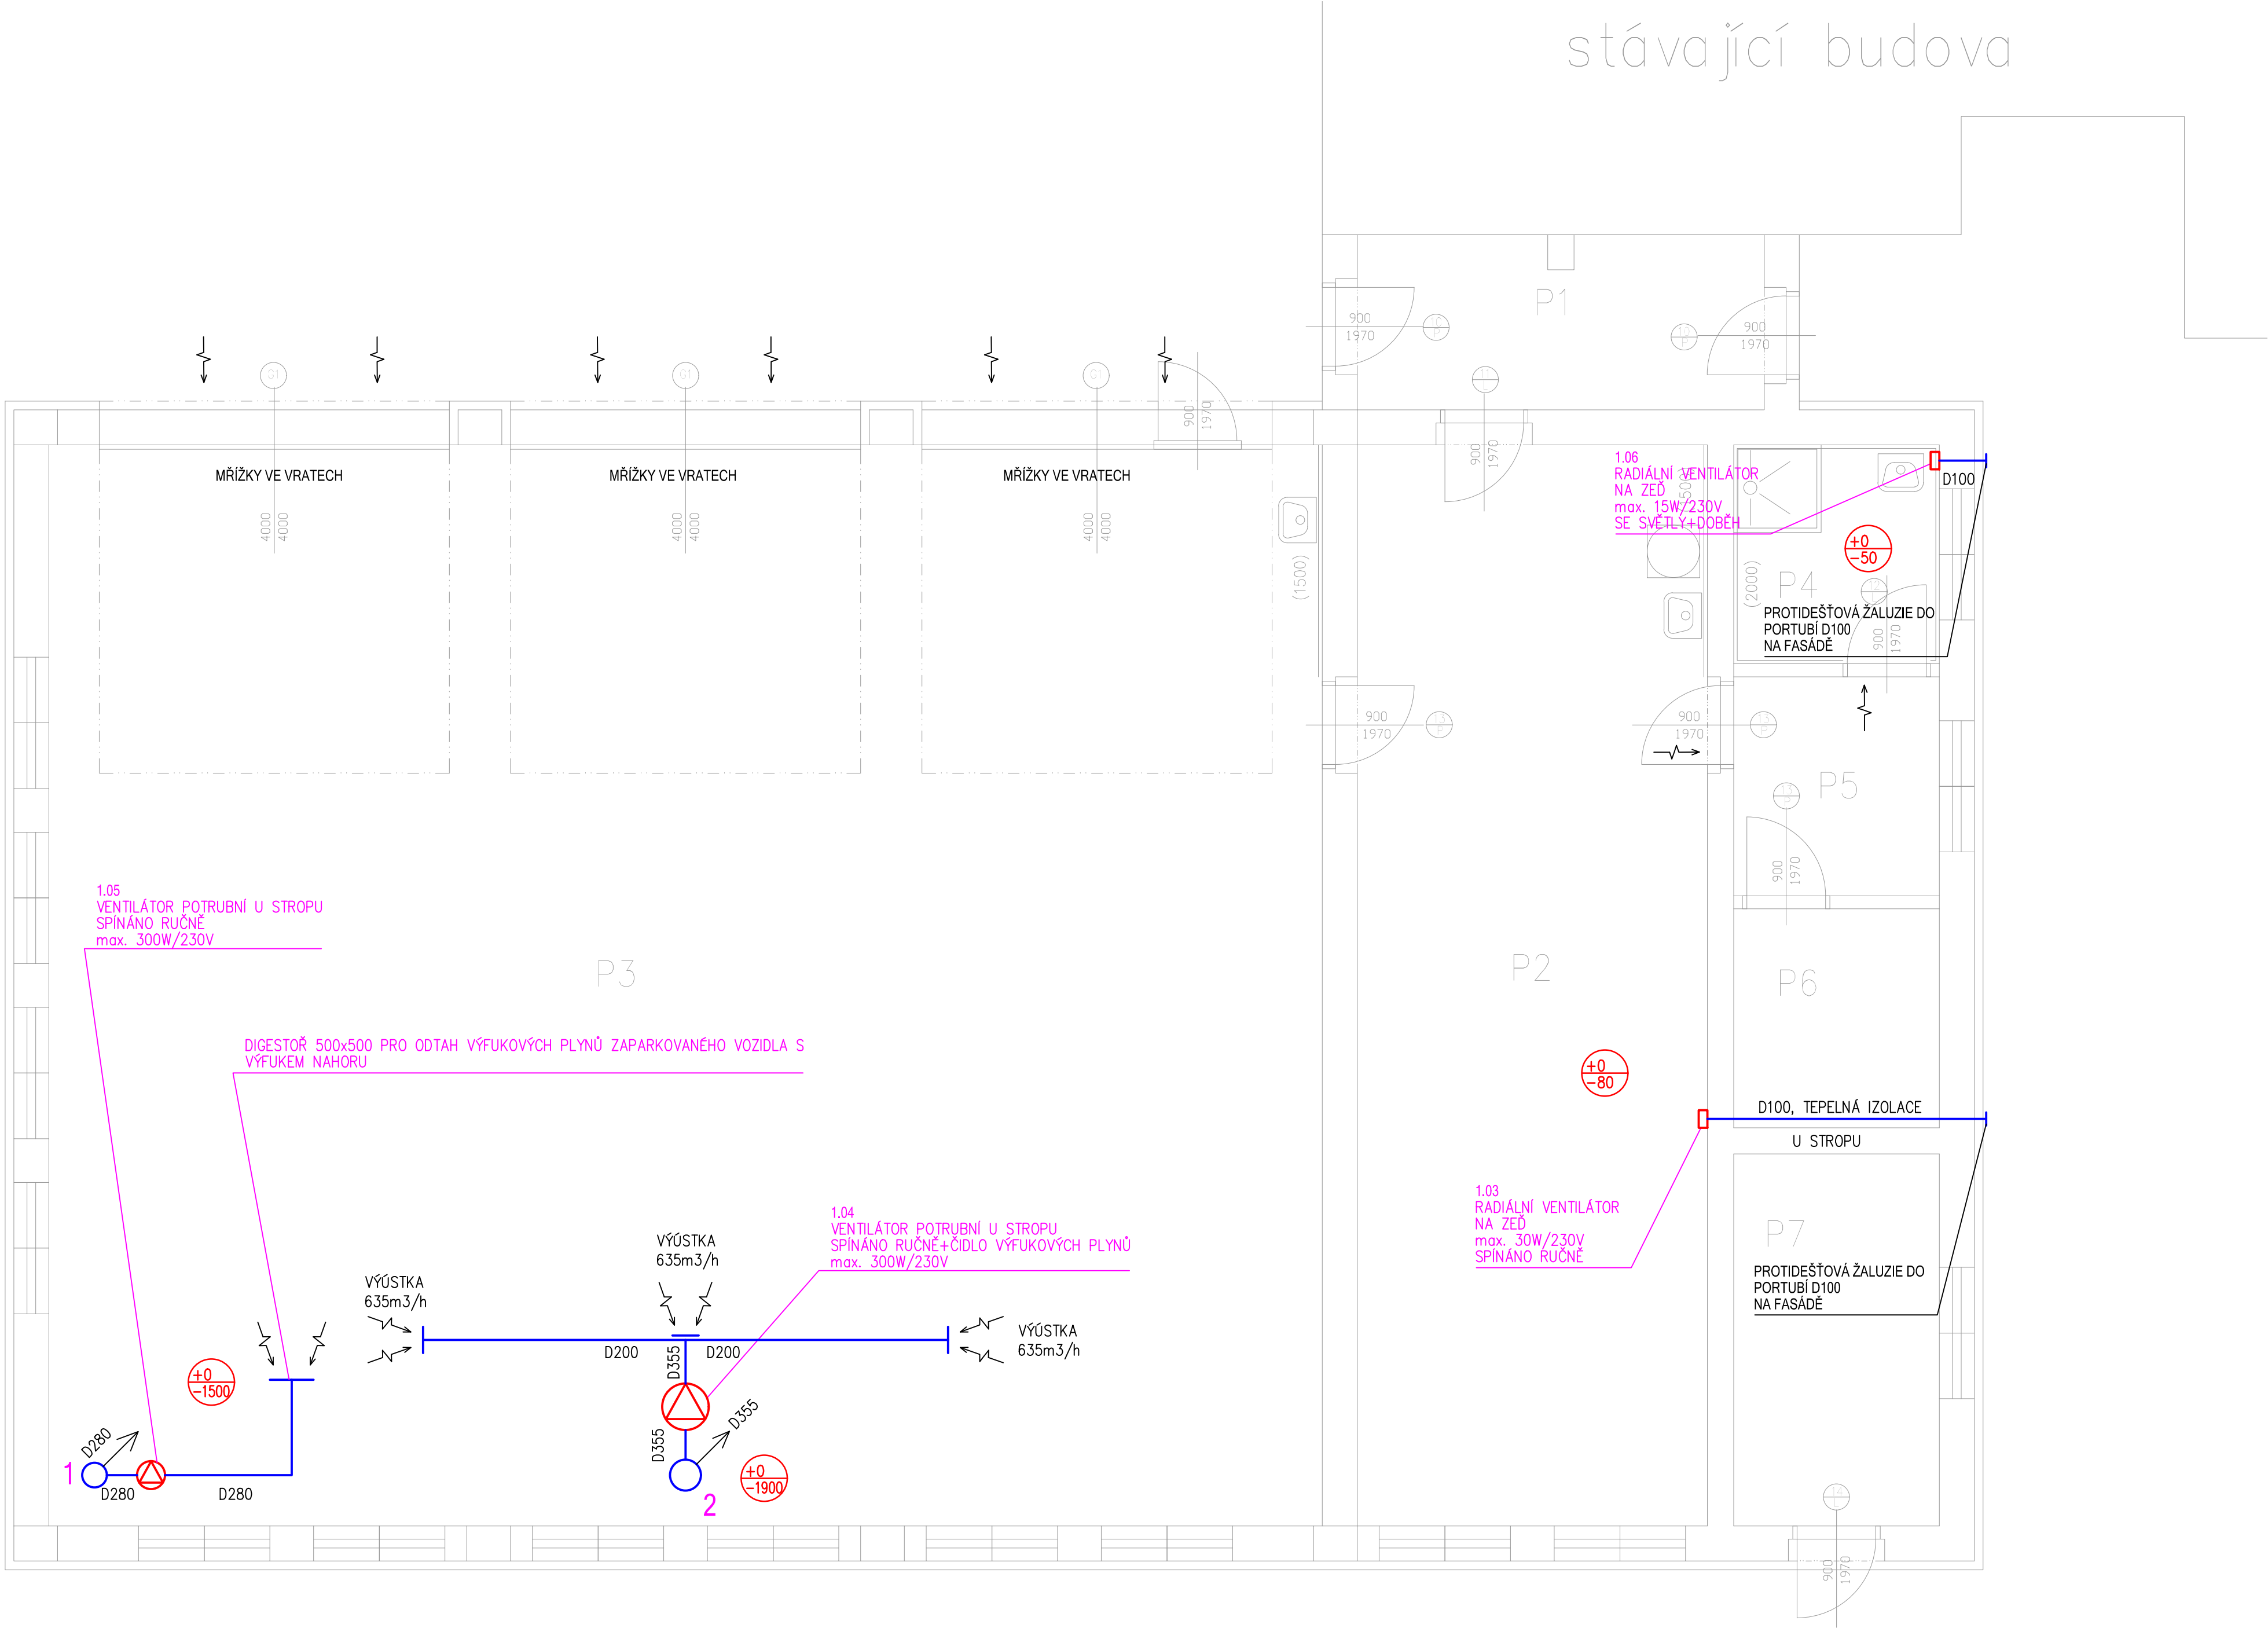 stávající budova
P1
900
1970
900
1970
G1
G1
G1
900
1970
900
1970
MŘÍŽKY VE VRATECH
MŘÍŽKY VE VRATECH
MŘÍŽKY VE VRATECH
4000
4000
4000
4000
4000
4000
(1500)
1.06
RADIÁLNÍ VENTILÁTOR
NA ZEĎ
max. 15W/230V
SE SVĚTLY+DOBĚH
D100
+0
-50
P4
(2000)
PROTIDEŠŤOVÁ ŽALUZIE DO
PORTUBÍ D100
NA FASÁDĚ
900
1970
900
1970
900
1970
P5
900
1970
1.05
VENTILÁTOR POTRUBNÍ U STROPU
SPÍNÁNO RUČNĚ
max. 300W/230V
P3
P2
P6
DIGESTOŘ 500x500 PRO ODTAH VÝFUKOVÝCH PLYNŮ ZAPARKOVANÉHO VOZIDLA S
VÝFUKEM NAHORU
+0
-80
D100, TEPELNÁ IZOLACE
U STROPU
1.03
RADIÁLNÍ VENTILÁTOR
NA ZEĎ
max. 30W/230V
SPÍNÁNO RUČNĚ
1.04
VENTILÁTOR POTRUBNÍ U STROPU
SPÍNÁNO RUČNĚ+ČIDLO VÝFUKOVÝCH PLYNŮ
max. 300W/230V
P7
PROTIDEŠŤOVÁ ŽALUZIE DO
PORTUBÍ D100
NA FASÁDĚ
VÝÚSTKA
635m3/h
VÝÚSTKA
635m3/h
VÝÚSTKA
635m3/h
D200
D355
D200
+0
-1500
D280
D355
D355
1
D280
D280
+0
-1900
2
900
1970